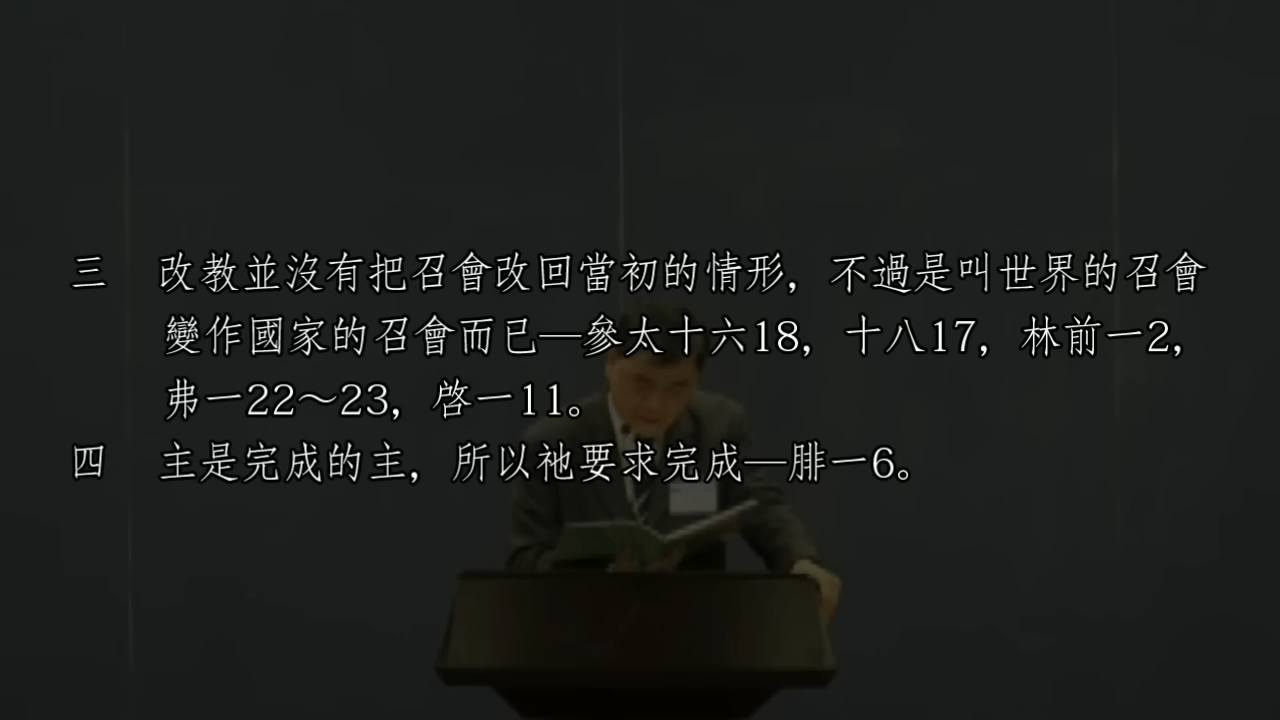 三 改教並沒有把召會改回當初的情形，不過是叫世界的召會
變作國家的召會而已—參太十六18，十八17，林前一2，
弗一22～23，啓一11。
四 主是完成的主，所以祂要求完成—腓一6。